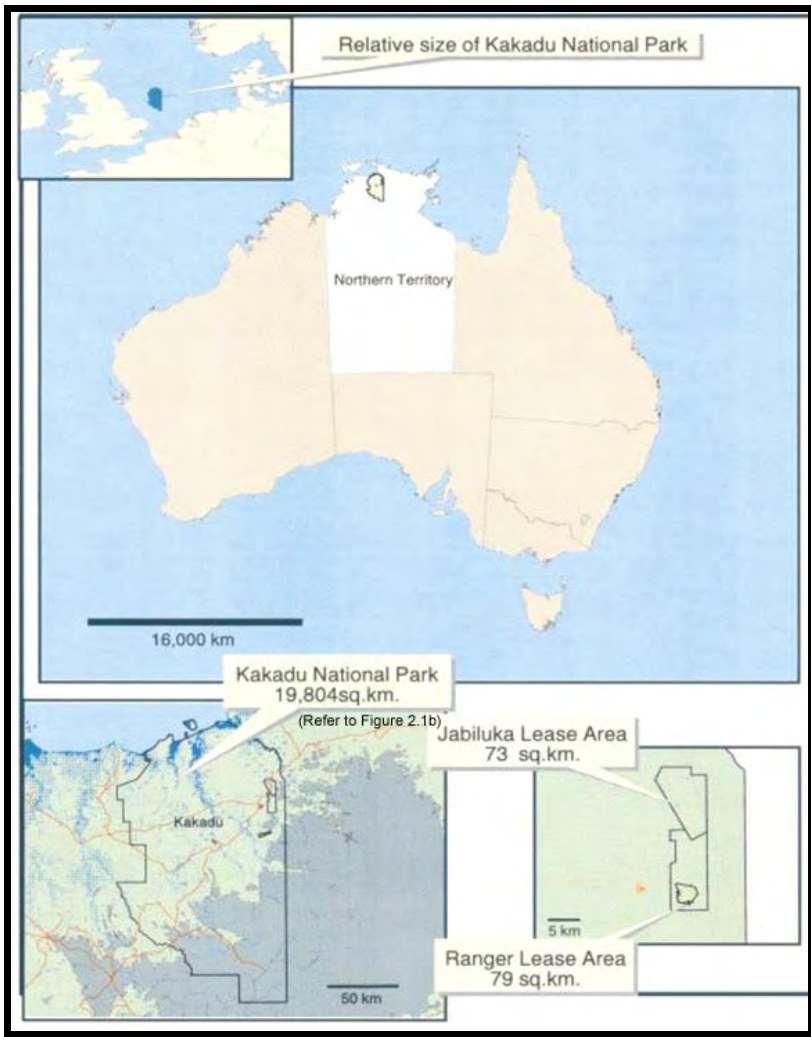 Relative size of Kakadu National Park
Northern Territory
16,000 km
Kakadu National Park
19,804sq.km.
(Refer to Figure 2.1b)
Jabiluka Lease Area
73 sq.km.
Kakadu
5 km
Ranger Lease Area
79 sq.km.
50 km